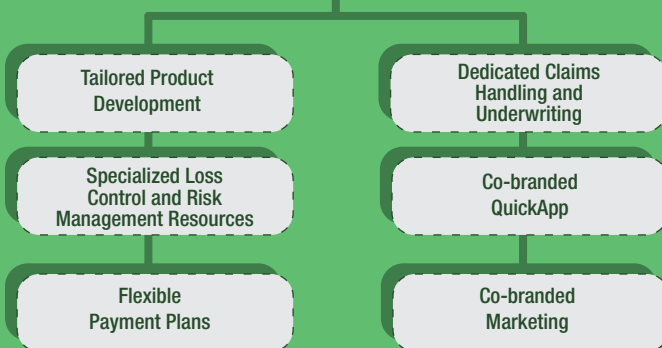 Tailored Product
Development
Dedicated Claims
Handling and
Underwriting
Specialized Loss
Control and Risk
Management Resources
Co-branded
QuickApp
Flexible
Payment Plans
Co-branded
Marketing